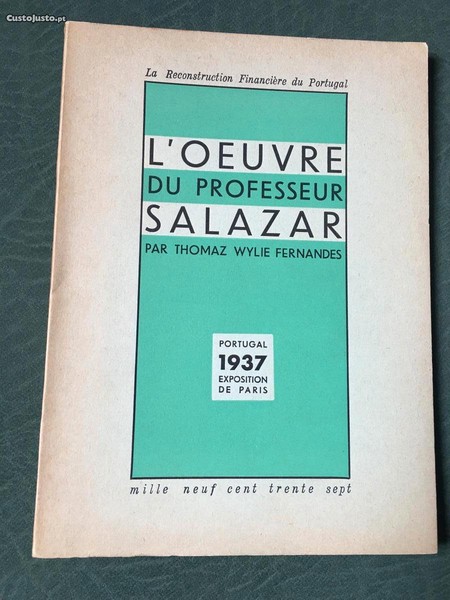 CustoJusto.pt
La Reconstruction Financière du Portugal
L'OEUVRE
DU PROFESSEUR
SALAZAR
PAR THOMAZ WYLIE FERNANDES
PORTUGAL
1937
EXPOSITION
DE PARIS
mille neuf cent trente sept